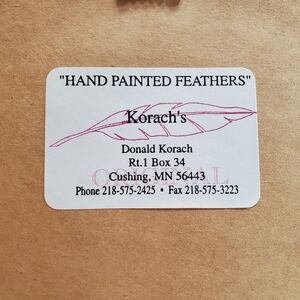 "HAND PAINTED FEATHERS"
Korach's
Donald Korach
Rt.1 Box 34
ORIGINAL
Cushing, MN 56443
Phone 218-575-2425 • Fax 218-575-3223